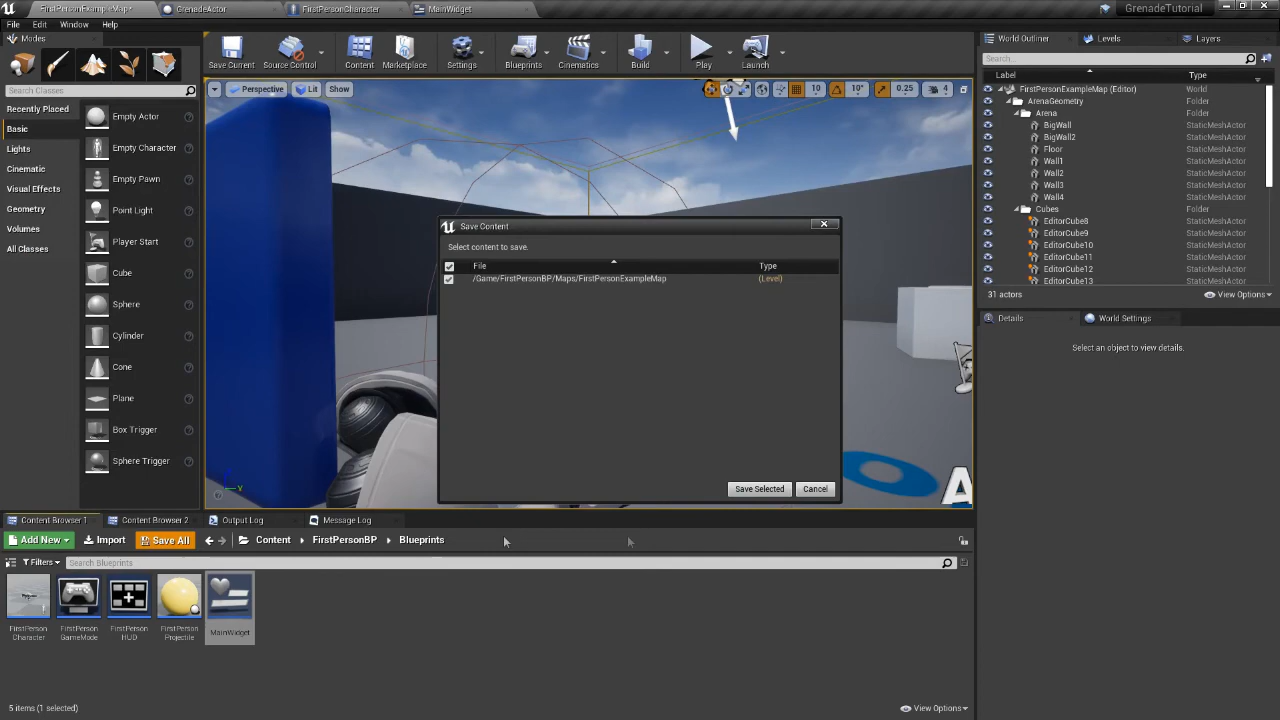 FirstPersonExampleMap*
GrenadeActor
FirstPersonCharacter
MainWidget
GrenadeTutorial
File
Edit
Window
Help
Modes
Search Classes
Recently Placed
Basic
Lights
Cinematic
Visual Effects
Geometry
Volumes
All Classes
Empty Actor
Empty Character
Empty Pawn
Point Light
Player Start
Cube
Sphere
Cylinder
Cone
Plane
Box Trigger
Sphere Trigger
Save Current
Source Control
Content
Marketplace
Settings
Blueprints
Cinematics
Build
Play
Launch
Perspective
Lit
Show
10
10°
0.25
4
Save Content
Select content to save.
File
Type
/Game/FirstPersonBP/Maps/FirstPersonExampleMap
(Level)
Save Selected
Cancel
World Outliner
Levels
Layers
Search...
Label
Type
FirstPersonExampleMap (Editor)
World
ArenaGeometry
Folder
Arena
Folder
BigWall
StaticMeshActor
BigWall2
StaticMeshActor
Floor
StaticMeshActor
Wall1
StaticMeshActor
Wall2
StaticMeshActor
Wall3
StaticMeshActor
Wall4
StaticMeshActor
Cubes
Folder
EditorCube8
StaticMeshActor
EditorCube9
StaticMeshActor
EditorCube10
StaticMeshActor
EditorCube11
StaticMeshActor
EditorCube12
StaticMeshActor
EditorCube13
StaticMeshActor
31 actors
View Options
Details
World Settings
Select an object to view details.
Content Browser 1
Content Browser 2
Output Log
Message Log
Add New
Import
Save All
Content
FirstPersonBP
Blueprints
Filters
Search Blueprints
FirstPerson
Character
FirstPerson
GameMode
FirstPerson
HUD
FirstPerson
Projectile
MainWidget
5 items (1 selected)
View Options